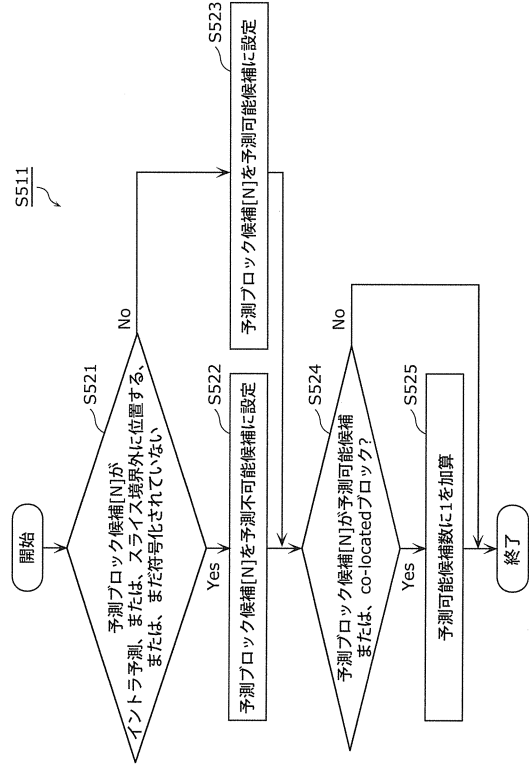 S511
開始
S521
予測ブロック候補[N]が
イントラ予測、または、スライス境界外に位置する、
または、まだ符号化されていない
No
Yes
S522
予測ブロック候補[N]を予測不可能候補に設定
S523
予測ブロック候補[N]を予測可能候補に設定
S524
予測ブロック候補[N]が予測可能候補
または、co-locatedブロック?
No
Yes
S525
予測可能候補数に1を加算
終了